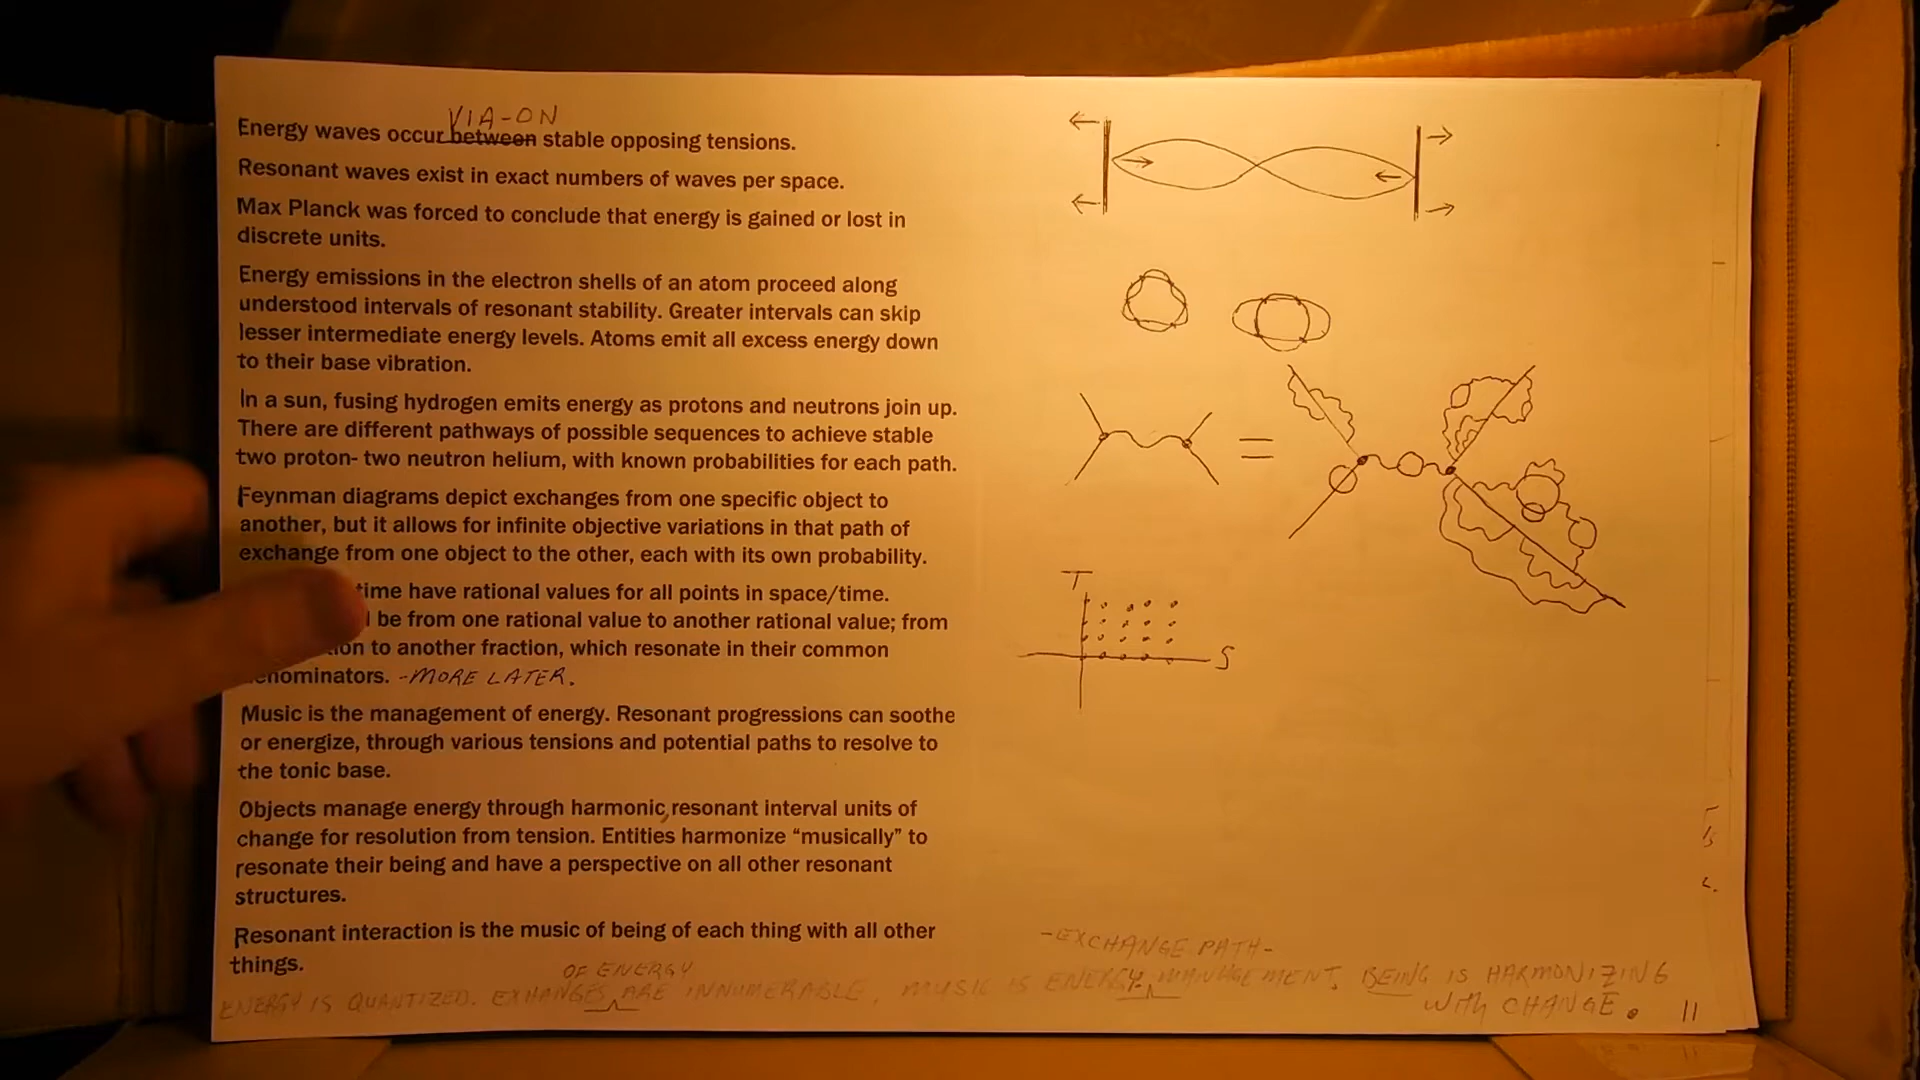 VIA-ON
Energy waves occur between stable opposing tensions.
Resonant waves exist in exact numbers of waves per space.
Max Planck was forced to conclude that energy is gained or lost in
discrete units.
Energy emissions in the electron shells of an atom proceed along
understood intervals of resonant stability. Greater intervals can skip
lesser intermediate energy levels. Atoms emit all excess energy down
to their base vibration.
In a sun, fusing hydrogen emits energy as protons and neutrons join up.
There are different pathways of possible sequences to achieve stable
two proton- two neutron helium, with known probabilities for each path.
Feynman diagrams depict exchanges from one specific object to
another, but it allows for infinite objective variations in that path of
exchange from one object to the other, each with its own probability.
time have rational values for all points in space/time.
be from one rational value to another rational value; from
to another fraction, which resonate in their common
denominators. -MORE LATER.
Music is the management of energy. Resonant progressions can soothe
or energize, through various tensions and potential paths to resolve to
the tonic base.
Objects manage energy through harmonic, resonant interval units of
change for resolution from tension. Entities harmonize “musically” to
resonate their being and have a perspective on all other resonant
structures.
Resonant interaction is the music of being of each thing with all other
things.
OF ENERGY
-EXCHANGE PATH-
ENERGY IS QUANTIZED. EXHANGES ARE INNUMERABLE. MUSIC IS ENERGY MANAGEMENT. BEING IS HARMONIZING
WITH CHANGE.
11
T
S